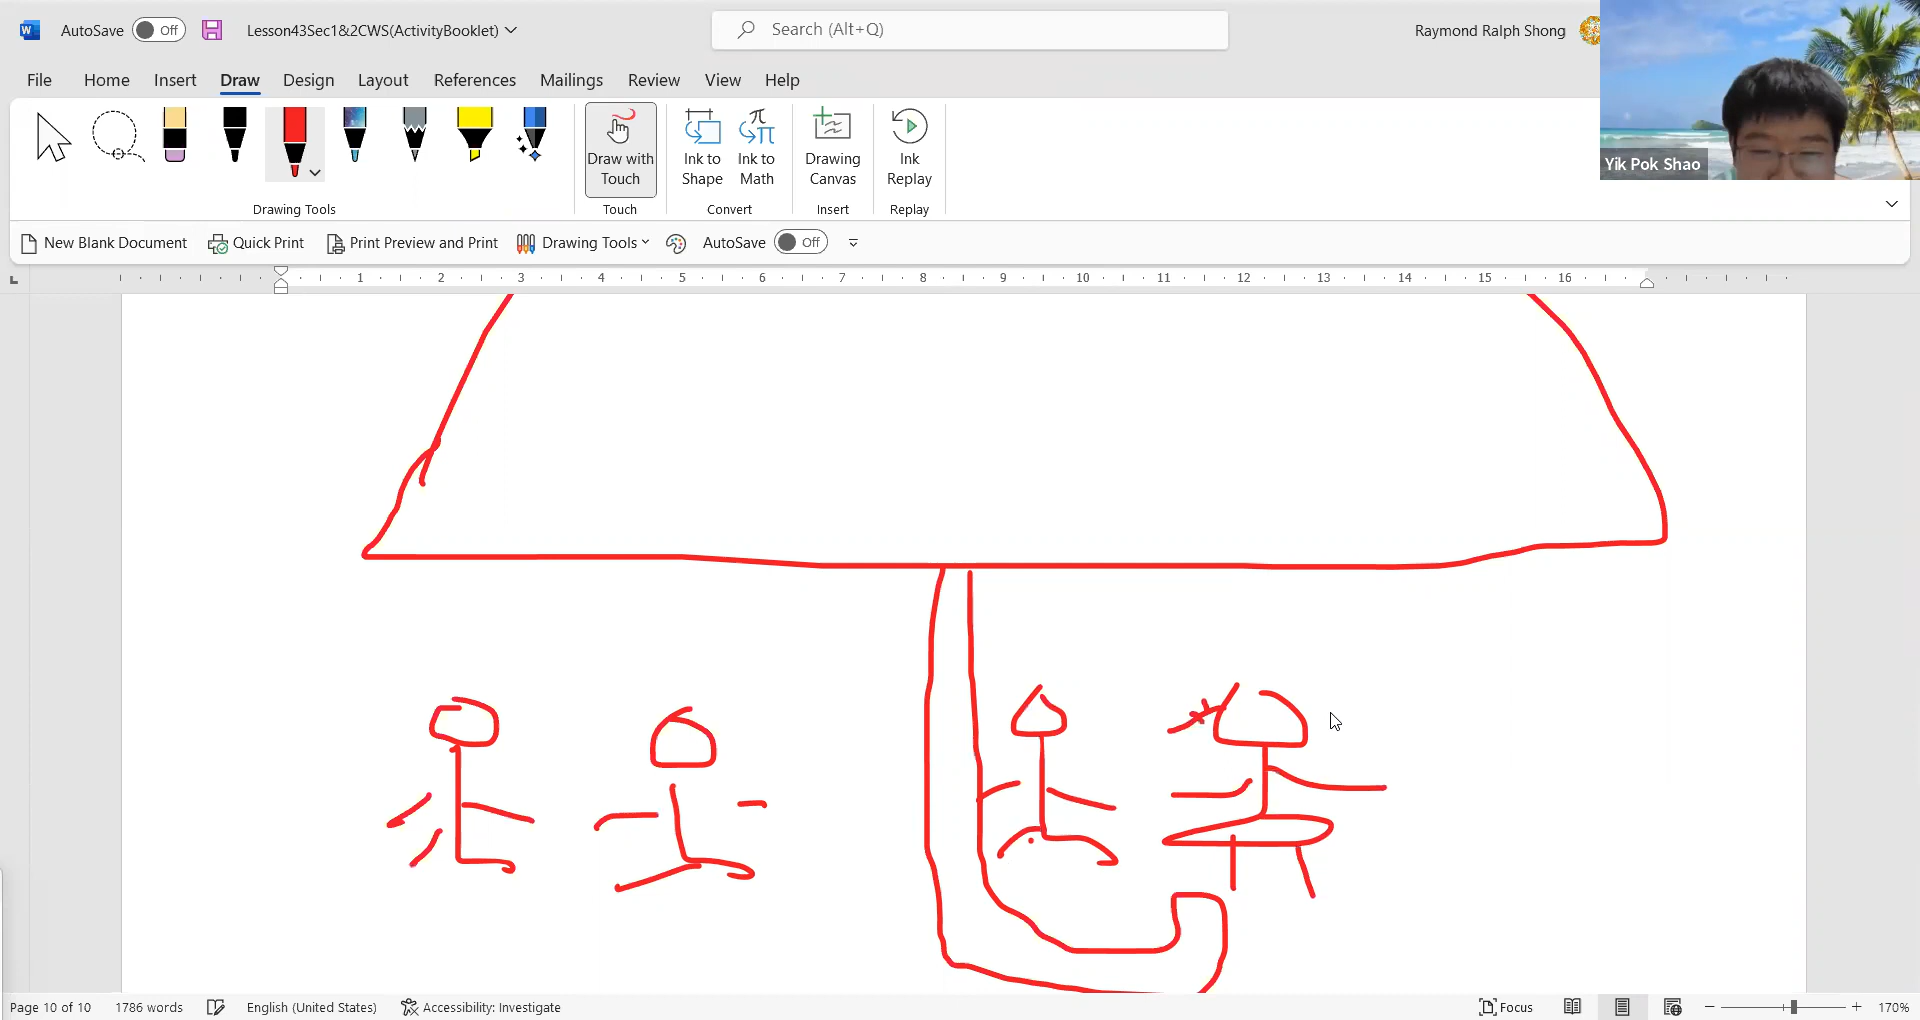 AutoSave Off Lesson43Sec1&2CWS(ActivityBooklet) Search (Alt+Q) Raymond Ralph Shong
File Home Insert Draw Design Layout References Mailings Review View Help
Draw with Touch
Ink to Shape
Ink to Math
Drawing Canvas
Ink Replay
Yik Pok Shao
Drawing Tools Touch Convert Insert Replay
New Blank Document Quick Print Print Preview and Print Drawing Tools AutoSave Off
1 2 3 4 5 6 7 8 9 10 11 12 13 14 15 16
Page 10 of 10 1786 words English (United States) Accessibility: Investigate Focus 170%